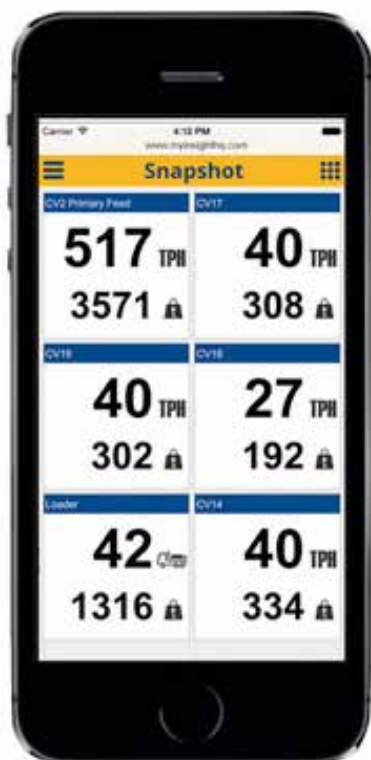 Carrier 4:12 PM
www.myinsighthq.com
Snapshot
CV2 Primary Feed
517 TPH
3571
CV17
40 TPH
308
CV19
40 TPH
302
CV18
27 TPH
192
Loader
42
1316
CV14
40 TPH
334